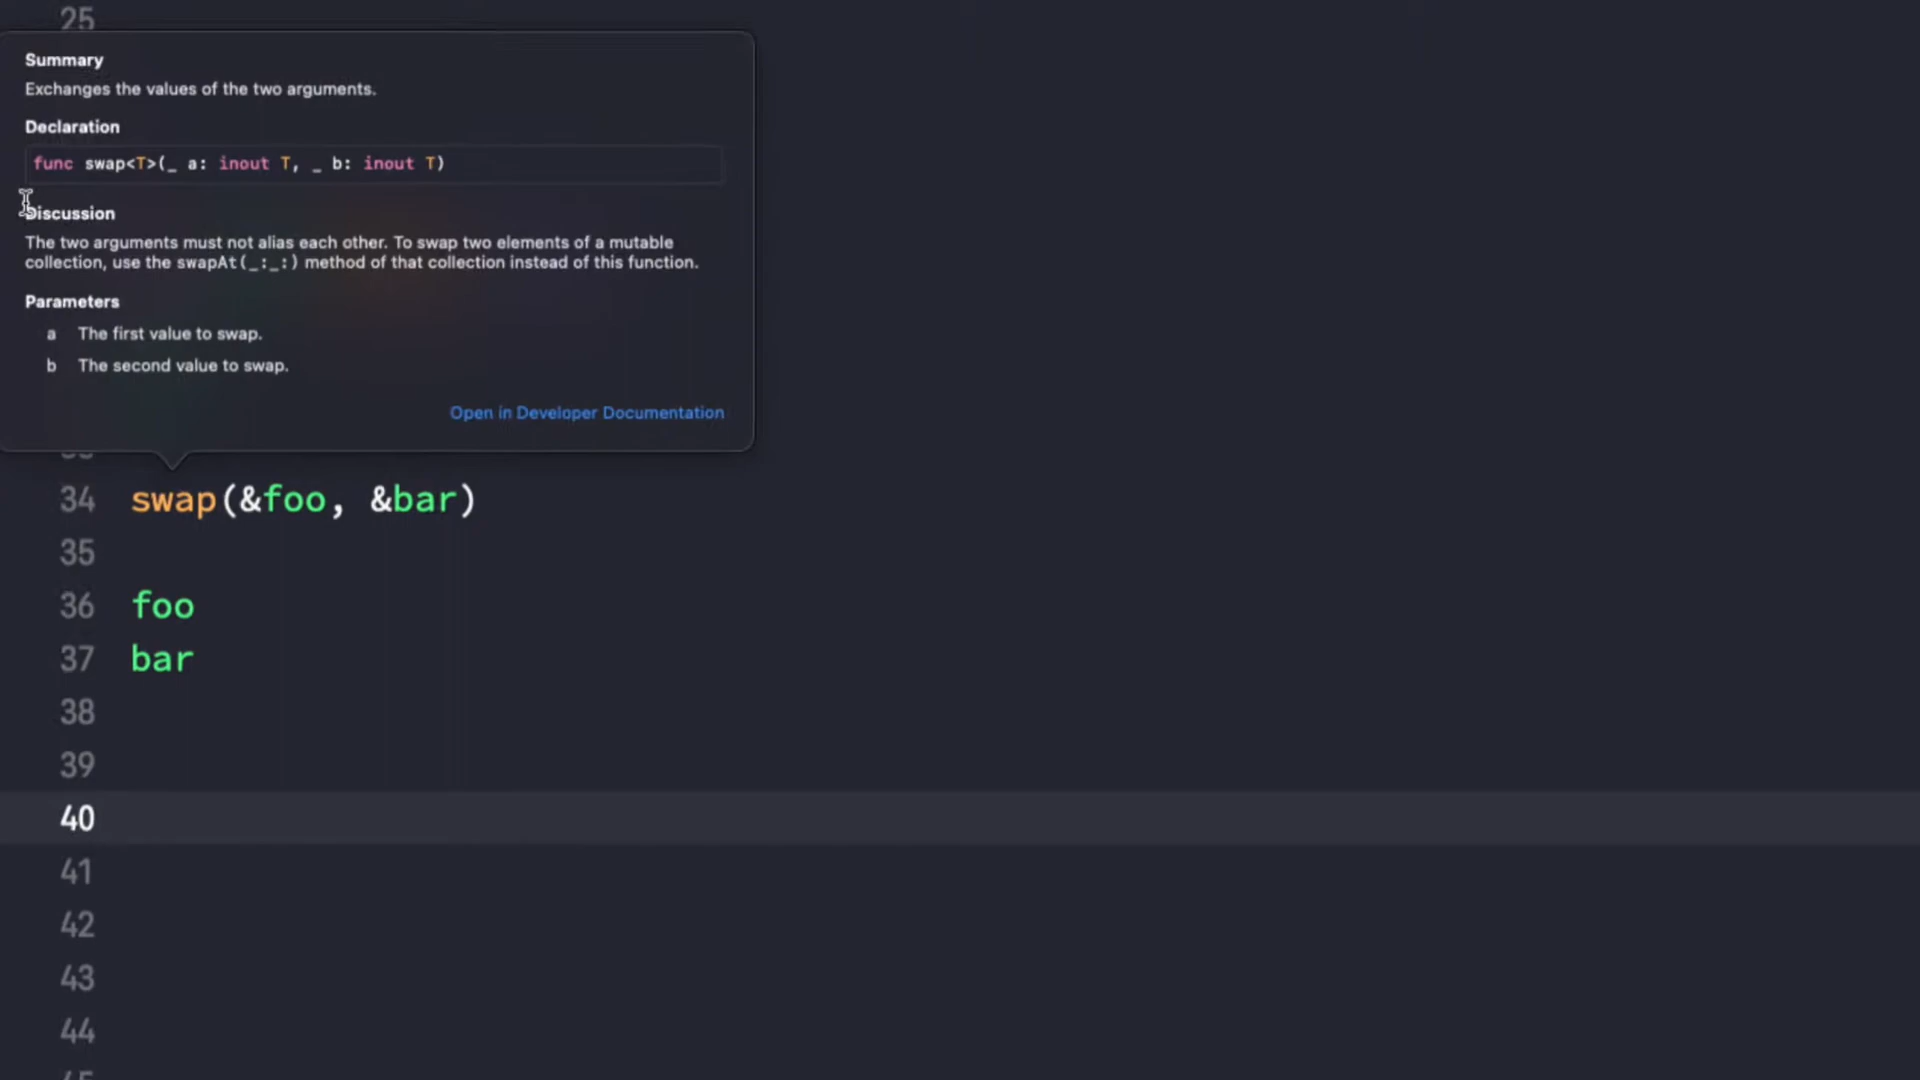 25
Summary
Exchanges the values of the two arguments.
Declaration
func swap<T>(_ a: inout T, _ b: inout T)
Discussion
The two arguments must not alias each other. To swap two elements of a mutable
collection, use the swapAt(_:_:) method of that collection instead of this function.
Parameters
a The first value to swap.
b The second value to swap.
Open in Developer Documentation
34 swap(&foo, &bar)
35
36 foo
37 bar
38
39
40
41
42
43
44